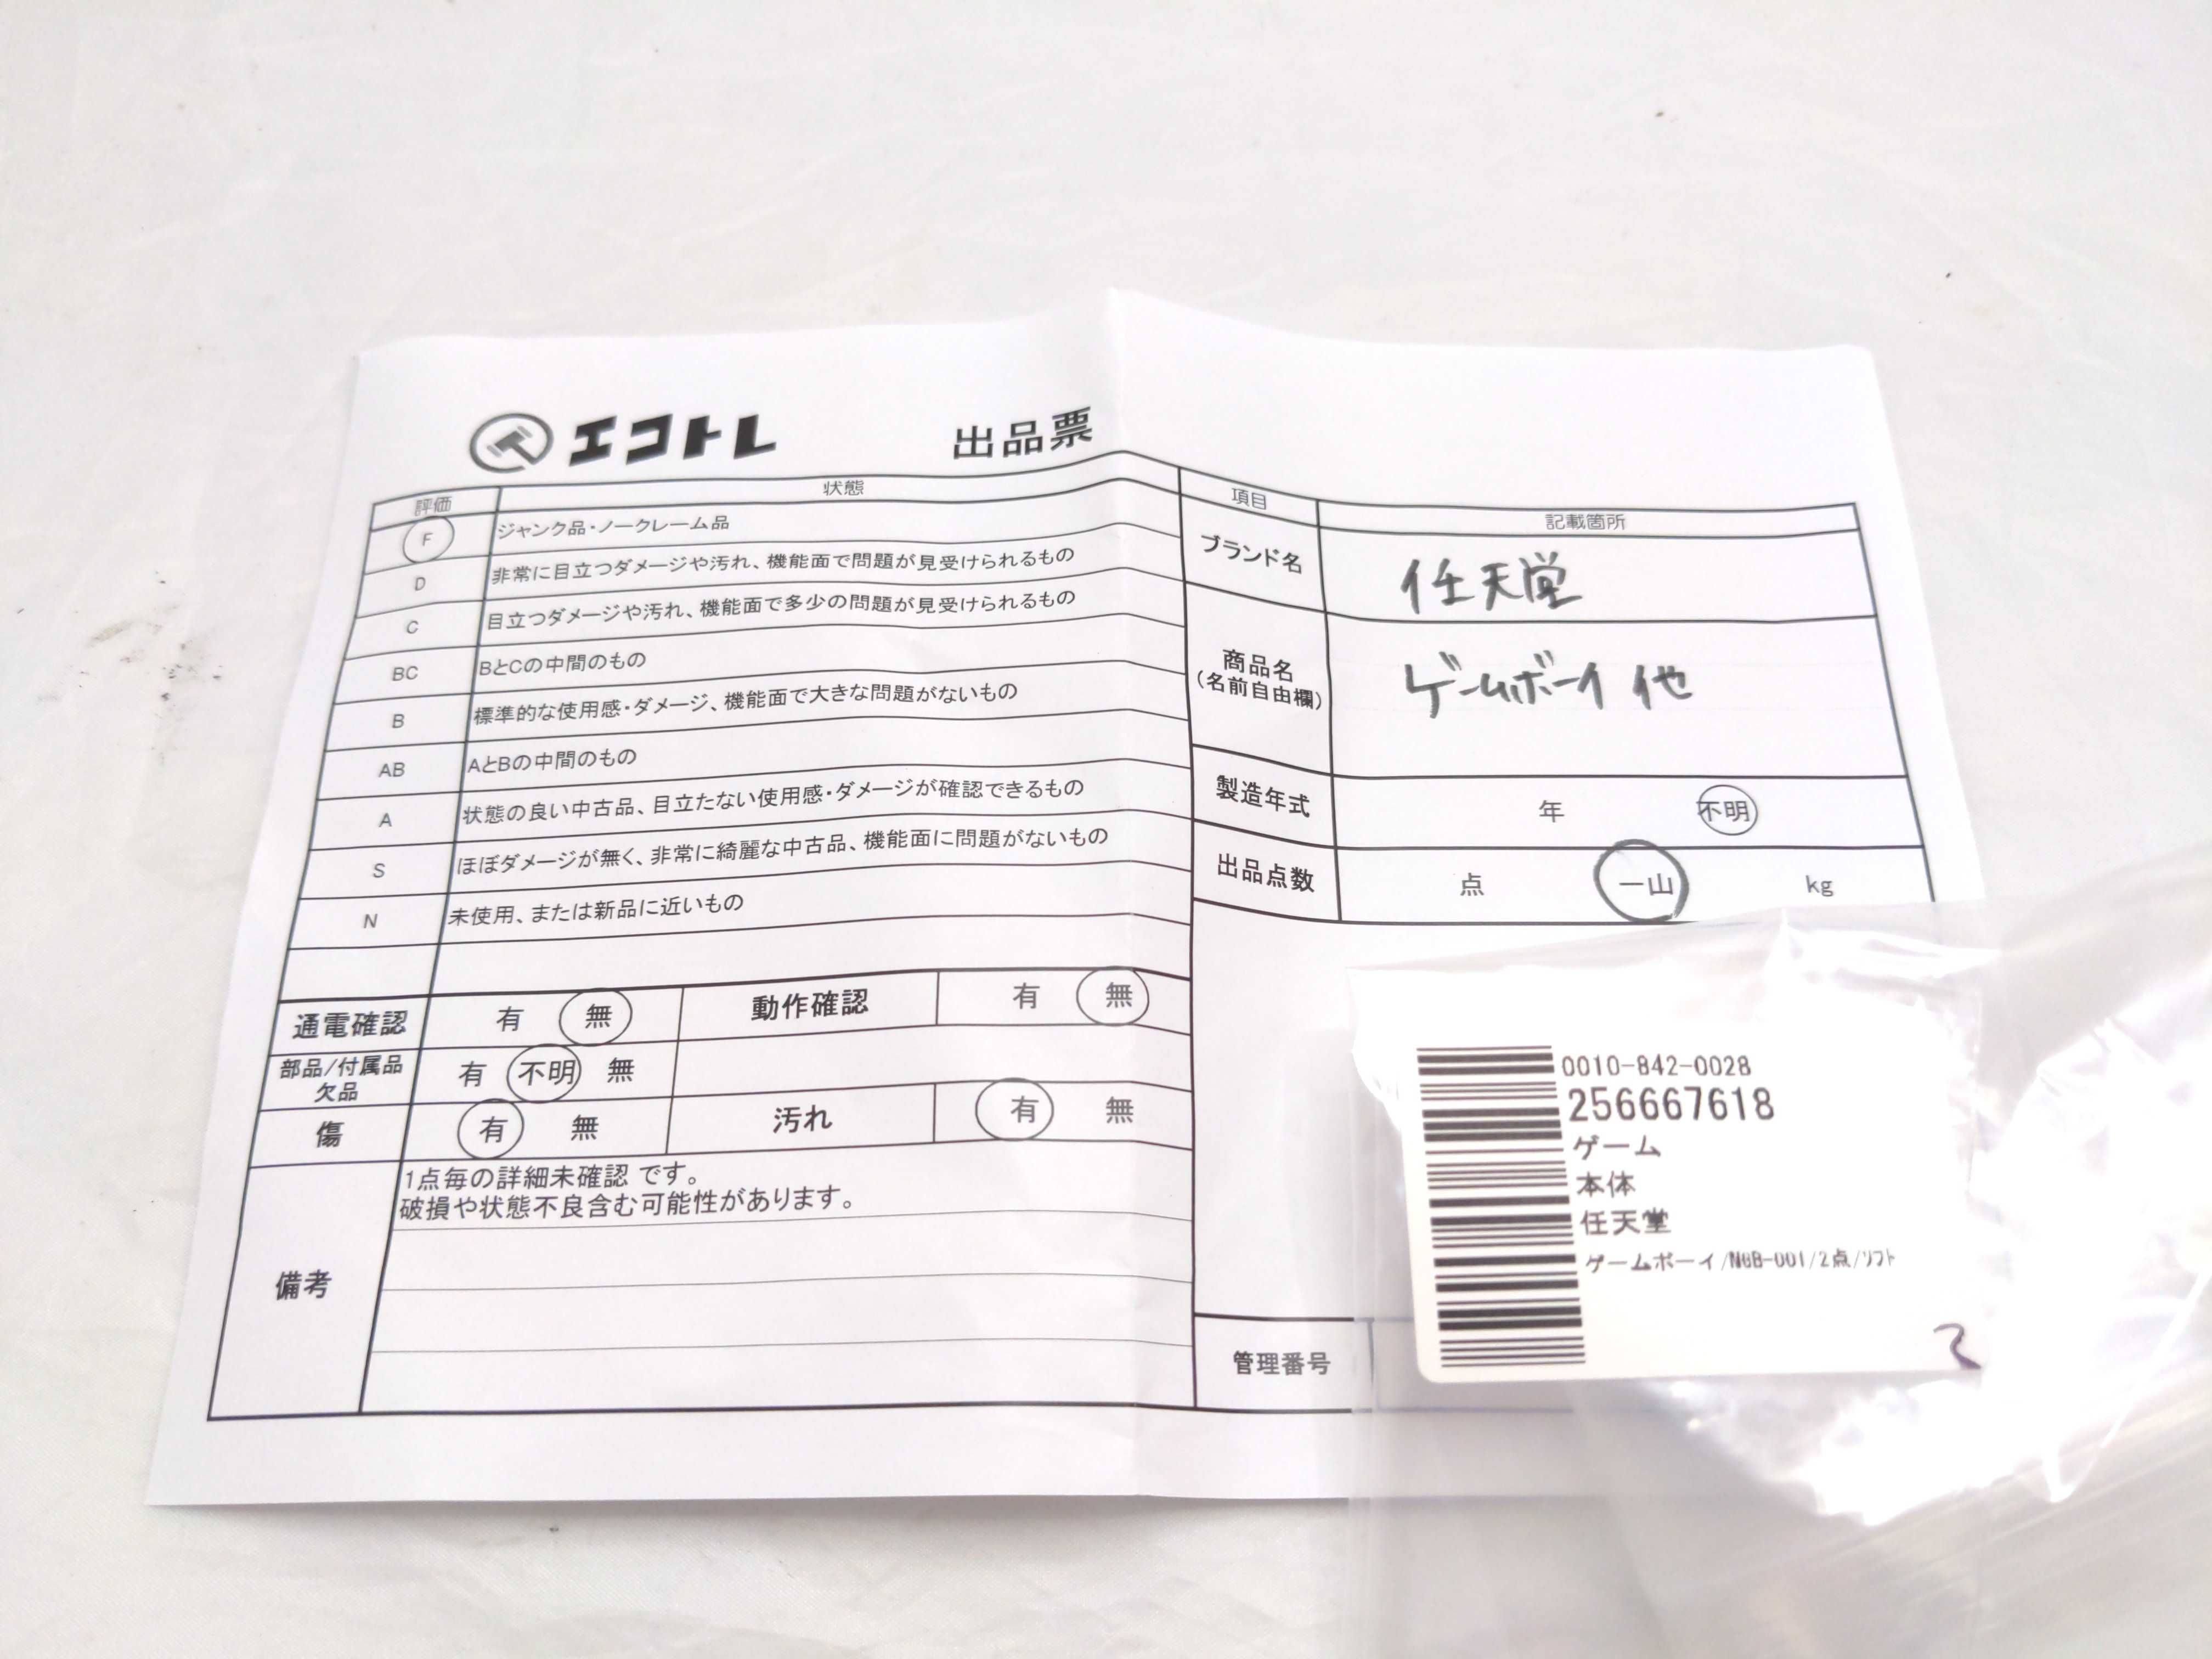 エコトレ 出品票
評価 状態
F ジャンク品・ノークレーム品
D 非常に目立つダメージや汚れ、機能面で問題が見受けられるもの
C 目立つダメージや汚れ、機能面で多少の問題が見受けられるもの
BC BとCの中間のもの
B 標準的な使用感・ダメージ、機能面で大きな問題がないもの
AB AとBの中間のもの
A 状態の良い中古品、目立たない使用感・ダメージが確認できるもの
S ほぼダメージが無く、非常に綺麗な中古品、機能面に問題がないもの
N 未使用、または新品に近いもの
通電確認 有 無 動作確認 有 無
部品/付属品 欠品 有 不明 無
傷 有 無 汚れ 有 無
備考
1点毎の詳細未確認 です。
破損や状態不良含む可能性があります。
項目 記載箇所
ブランド名 任天堂
商品名
(名前自由欄)
ゲームボーイ 他
製造年式 年 不明
出品点数 点 一山 kg
管理番号
0010-842-0028
256667618
ゲーム
本体
任天堂
ゲームボーイ/NGB-001/2点/ソフト